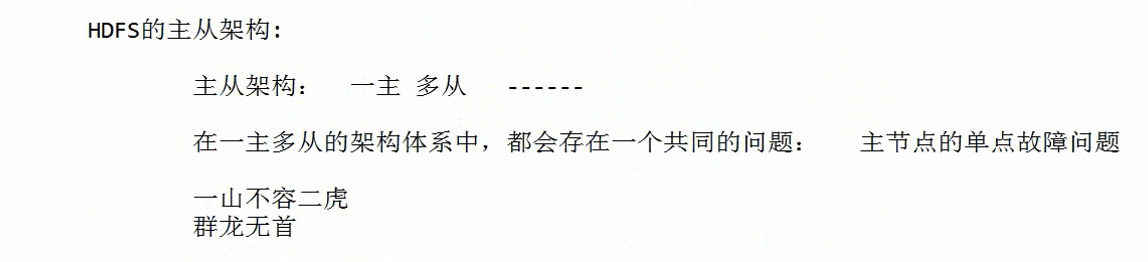 HDFS的主从架构:
主从架构： 一主 多从 ------
在一主多从的架构体系中，都会存在一个共同的问题： 主节点的单点故障问题
一山不容二虎
群龙无首